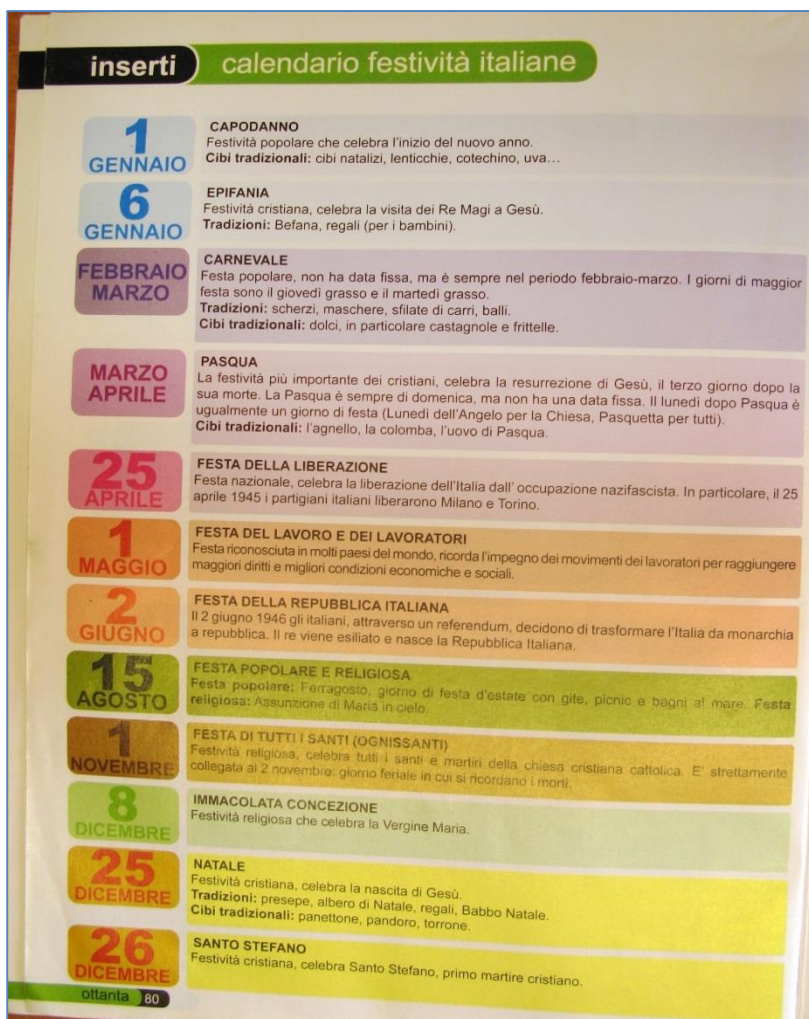 inserti calendario festività italiane
1
GENNAIO
CAPODANNO
Festività popolare che celebra l'inizio del nuovo anno.
Cibi tradizionali: cibi natalizi, lenticchie, cotechino, uva…
6
GENNAIO
EPIFANIA
Festività cristiana, celebra la visita dei Re Magi a Gesù.
Tradizioni: Befana, regali (per i bambini).
FEBBRAIO
MARZO
CARNEVALE
Festa popolare, non ha data fissa, ma è sempre nel periodo febbraio-marzo. I giorni di maggior
festa sono il giovedì grasso e il martedì grasso.
Tradizioni: scherzi, maschere, sfilate di carri, balli.
Cibi tradizionali: dolci, in particolare castagnole e frittelle.
MARZO
APRILE
PASQUA
La festività più importante dei cristiani, celebra la resurrezione di Gesù, il terzo giorno dopo la
sua morte. La Pasqua è sempre di domenica, ma non ha una data fissa. Il lunedì dopo Pasqua è
ugualmente un giorno di festa (Lunedì dell'Angelo per la Chiesa, Pasquetta per tutti).
Cibi tradizionali: l'agnello, la colomba, l'uovo di Pasqua.
25
APRILE
FESTA DELLA LIBERAZIONE
Festa nazionale, celebra la liberazione dell'Italia dall' occupazione nazifascista. In particolare, il 25
aprile 1945 i partigiani italiani liberarono Milano e Torino.
1
MAGGIO
FESTA DEL LAVORO E DEI LAVORATORI
Festa riconosciuta in molti paesi del mondo, ricorda l'impegno dei movimenti dei lavoratori per raggiungere
maggiori diritti e migliori condizioni economiche e sociali.
2
GIUGNO
FESTA DELLA REPUBBLICA ITALIANA
Il 2 giugno 1946 gli italiani, attraverso un referendum, decidono di trasformare l'Italia da monarchia
a repubblica. Il re viene esiliato e nasce la Repubblica Italiana.
15
AGOSTO
FESTA POPOLARE E RELIGIOSA
Festa popolare: Ferragosto, giorno di festa d'estate con gite, picnic e bagni al mare. Festa
religiosa: Assunzione di Maria in cielo.
1
NOVEMBRE
FESTA DI TUTTI I SANTI (OGNISSANTI)
Festività religiosa, celebra tutti i santi e martiri della chiesa cristiana cattolica. E' strettamente
collegata al 2 novembre: giorno feriale in cui si ricordano i morti.
8
DICEMBRE
IMMACOLATA CONCEZIONE
Festività religiosa che celebra la Vergine Maria.
25
DICEMBRE
NATALE
Festività cristiana, celebra la nascita di Gesù.
Tradizioni: presepe, albero di Natale, regali, Babbo Natale.
Cibi tradizionali: panettone, pandoro, torrone.
26
DICEMBRE
SANTO STEFANO
Festività cristiana, celebra Santo Stefano, primo martire cristiano.
ottanta 80